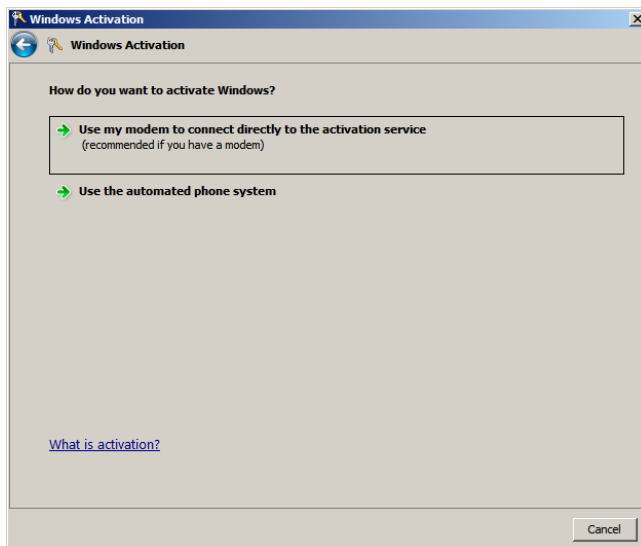 Windows Activation
Windows Activation
How do you want to activate Windows?
Use my modem to connect directly to the activation service
(recommended if you have a modem)
Use the automated phone system
What is activation?
Cancel